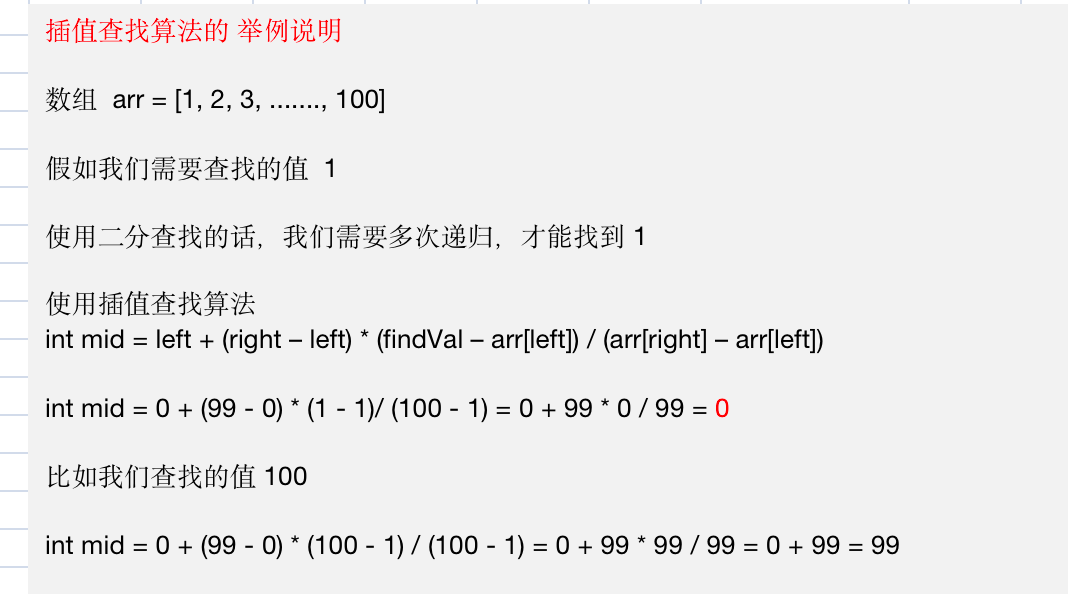 插值查找算法的 举例说明
数组  arr = [1, 2, 3, ......., 100]
假如我们需要查找的值  1
使用二分查找的话，我们需要多次递归，才能找到 1
使用插值查找算法
int mid = left + (right – left) * (findVal – arr[left]) / (arr[right] – arr[left])
int mid = 0 + (99 - 0) * (1 - 1)/ (100 - 1) = 0 + 99 * 0 / 99 = 0
比如我们查找的值 100
int mid = 0 + (99 - 0) * (100 - 1) / (100 - 1) = 0 + 99 * 99 / 99 = 0 + 99 = 99